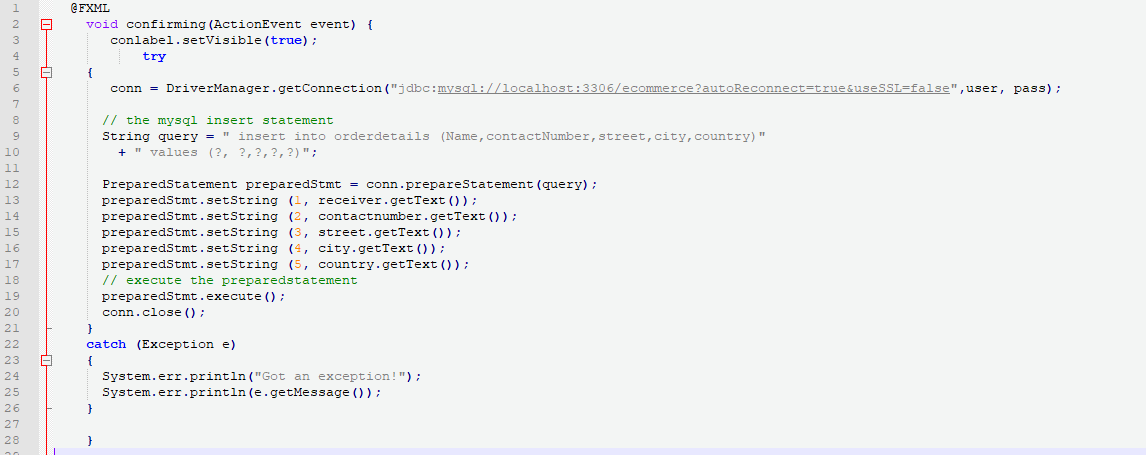 1 @FXML
2 void confirming(ActionEvent event) {
3 conlabel.setVisible(true);
4 try
5 {
6 conn = DriverManager.getConnection("jdbc:mysql://localhost:3306/ecommerce?autoReconnect=true&useSSL=false",user, pass);
7
8 // the mysql insert statement
9 String query = " insert into orderdetails (Name,contactNumber,street,city,country)"
10 + " values (?, ?,?,?,?)";
11
12 PreparedStatement preparedStmt = conn.prepareStatement(query);
13 preparedStmt.setString (1, receiver.getText());
14 preparedStmt.setString (2, contactnumber.getText());
15 preparedStmt.setString (3, street.getText());
16 preparedStmt.setString (4, city.getText());
17 preparedStmt.setString (5, country.getText());
18 // execute the preparedstatement
19 preparedStmt.execute();
20 conn.close();
21 }
22 catch (Exception e)
23 {
24 System.err.println("Got an exception!");
25 System.err.println(e.getMessage());
26 }
27
28 }